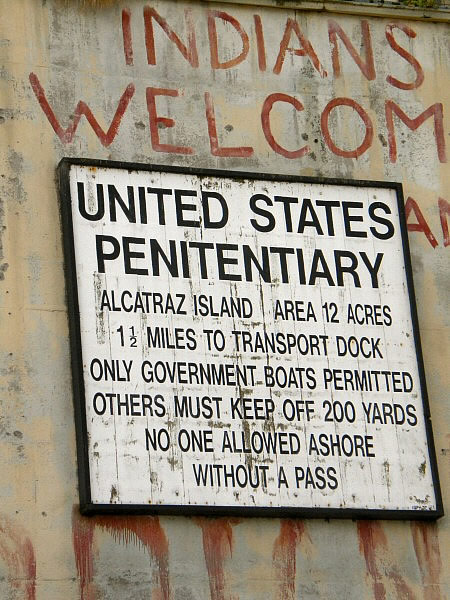 INDIANS
WELCOM
UNITED STATES
PENITENTIARY
ALCATRAZ ISLAND AREA 12 ACRES
1½ MILES TO TRANSPORT DOCK
ONLY GOVERNMENT BOATS PERMITTED
OTHERS MUST KEEP OFF 200 YARDS
NO ONE ALLOWED ASHORE
WITHOUT A PASS